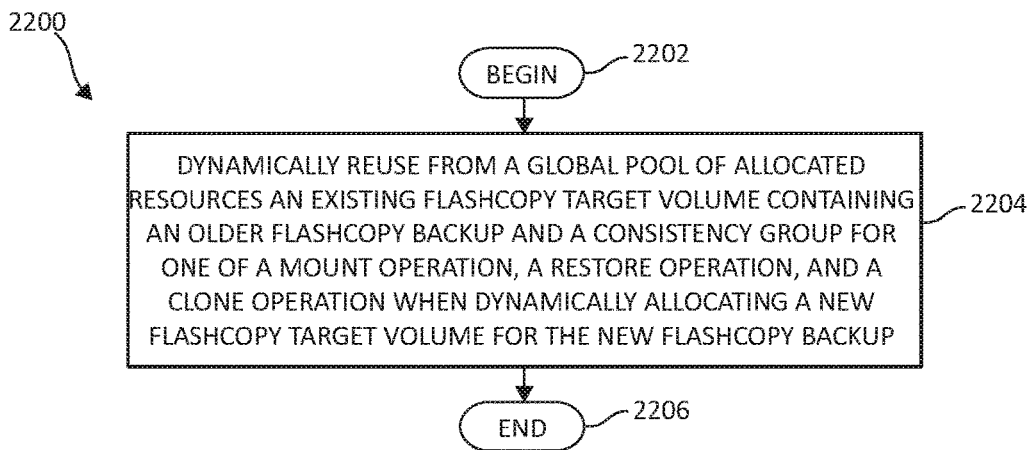 2200
2202
BEGIN
DYNAMICALLY REUSE FROM A GLOBAL POOL OF ALLOCATED
RESOURCES AN EXISTING FLASHCOPY TARGET VOLUME CONTAINING
AN OLDER FLASHCOPY BACKUP AND A CONSISTENCY GROUP FOR
ONE OF A MOUNT OPERATION, A RESTORE OPERATION, AND A
CLONE OPERATION WHEN DYNAMICALLY ALLOCATING A NEW
FLASHCOPY TARGET VOLUME FOR THE NEW FLASHCOPY BACKUP
2204
END
2206